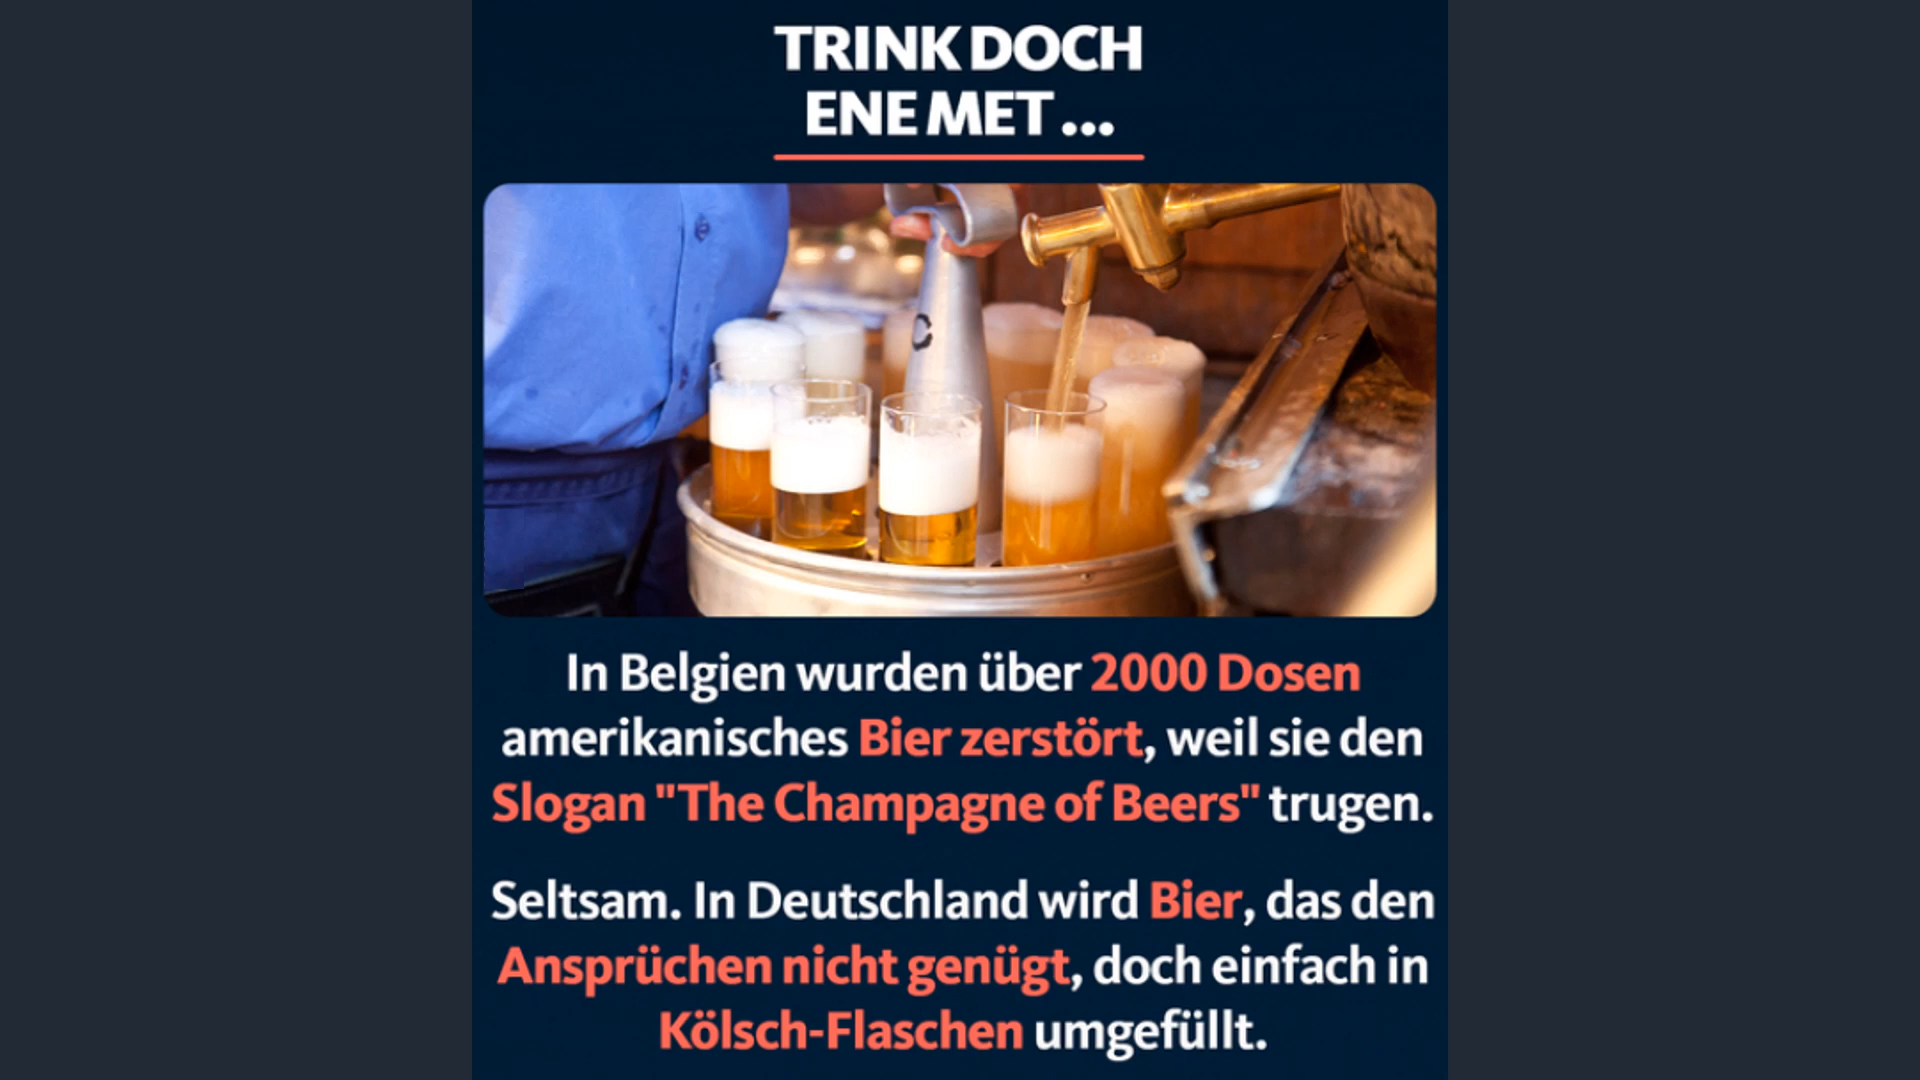 TRINK DOCH
ENE MET ...
C
In Belgien wurden über 2000 Dosen
amerikanisches Bier zerstört, weil sie den
Slogan "The Champagne of Beers" trugen.
Seltsam. In Deutschland wird Bier, das den
Ansprüchen nicht genügt, doch einfach in
Kölsch-Flaschen umgefüllt.